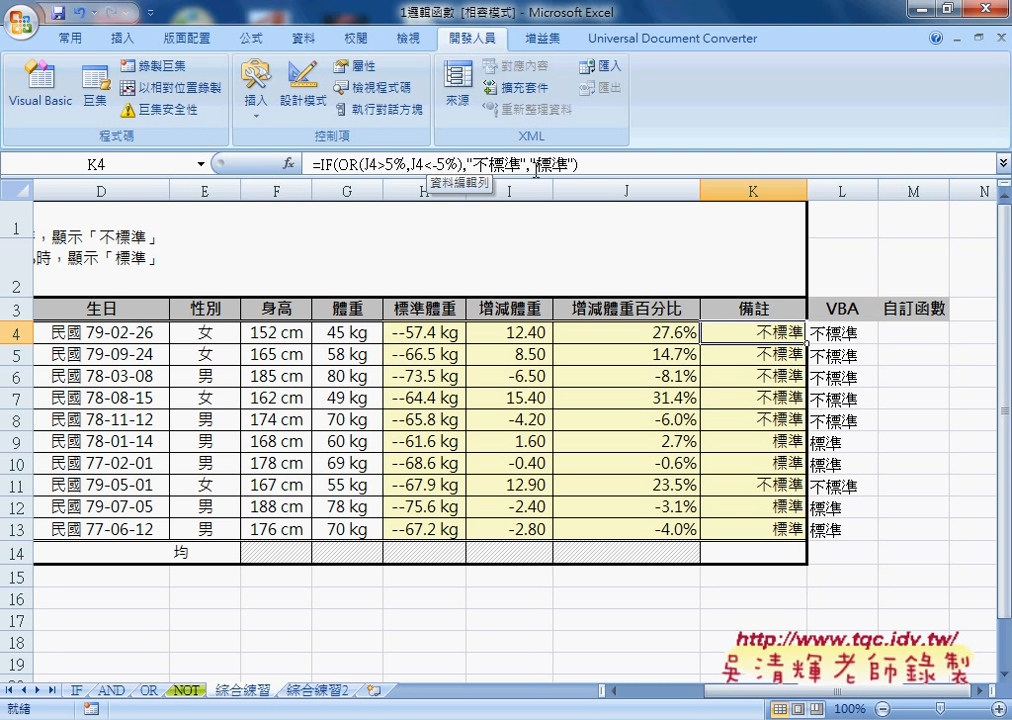 1邏輯函數 [相容模式] - Microsoft Excel
常用 插入 版面配置 公式 資料 校閱 檢視 開發人員 增益集 Universal Document Converter
Visual Basic 巨集 錄製巨集 以相對位置錄製 巨集安全性
插入 設計模式 屬性 檢視程式碼 執行對話方塊
來源 對應內容 擴充套件 重新整理資料 匯入 匯出
程式碼 控制項 XML
K4 fx =IF(OR(J4>5%,J4<-5%),"不標準","標準")
資料編輯列
D E F G H I J K L M N
1 ，顯示「不標準」
時，顯示「標準」
2
3 生日 性別 身高 體重 標準體重 增減體重 增減體重百分比 備註 VBA 自訂函數
4 民國 79-02-26 女 152 cm 45 kg --57.4 kg 12.40 27.6% 不標準 不標準
5 民國 79-09-24 女 165 cm 58 kg --66.5 kg 8.50 14.7% 不標準 不標準
6 民國 78-03-08 男 185 cm 80 kg --73.5 kg -6.50 -8.1% 不標準 不標準
7 民國 78-08-15 女 162 cm 49 kg --64.4 kg 15.40 31.4% 不標準 不標準
8 民國 78-11-12 男 174 cm 70 kg --65.8 kg -4.20 -6.0% 不標準 不標準
9 民國 78-01-14 男 168 cm 60 kg --61.6 kg 1.60 2.7% 標準 標準
10 民國 77-02-01 男 178 cm 69 kg --68.6 kg -0.40 -0.6% 標準 標準
11 民國 79-05-01 女 167 cm 55 kg --67.9 kg 12.90 23.5% 不標準 不標準
12 民國 79-07-05 男 188 cm 78 kg --75.6 kg -2.40 -3.1% 標準 標準
13 民國 77-06-12 男 176 cm 70 kg --67.2 kg -2.80 -4.0% 標準 標準
14 均
15
16
17
18
19
http://www.tqc.idv.tw/
吳清輝老師錄製
IF AND OR NOT 綜合練習 綜合練習2
就緒 100%